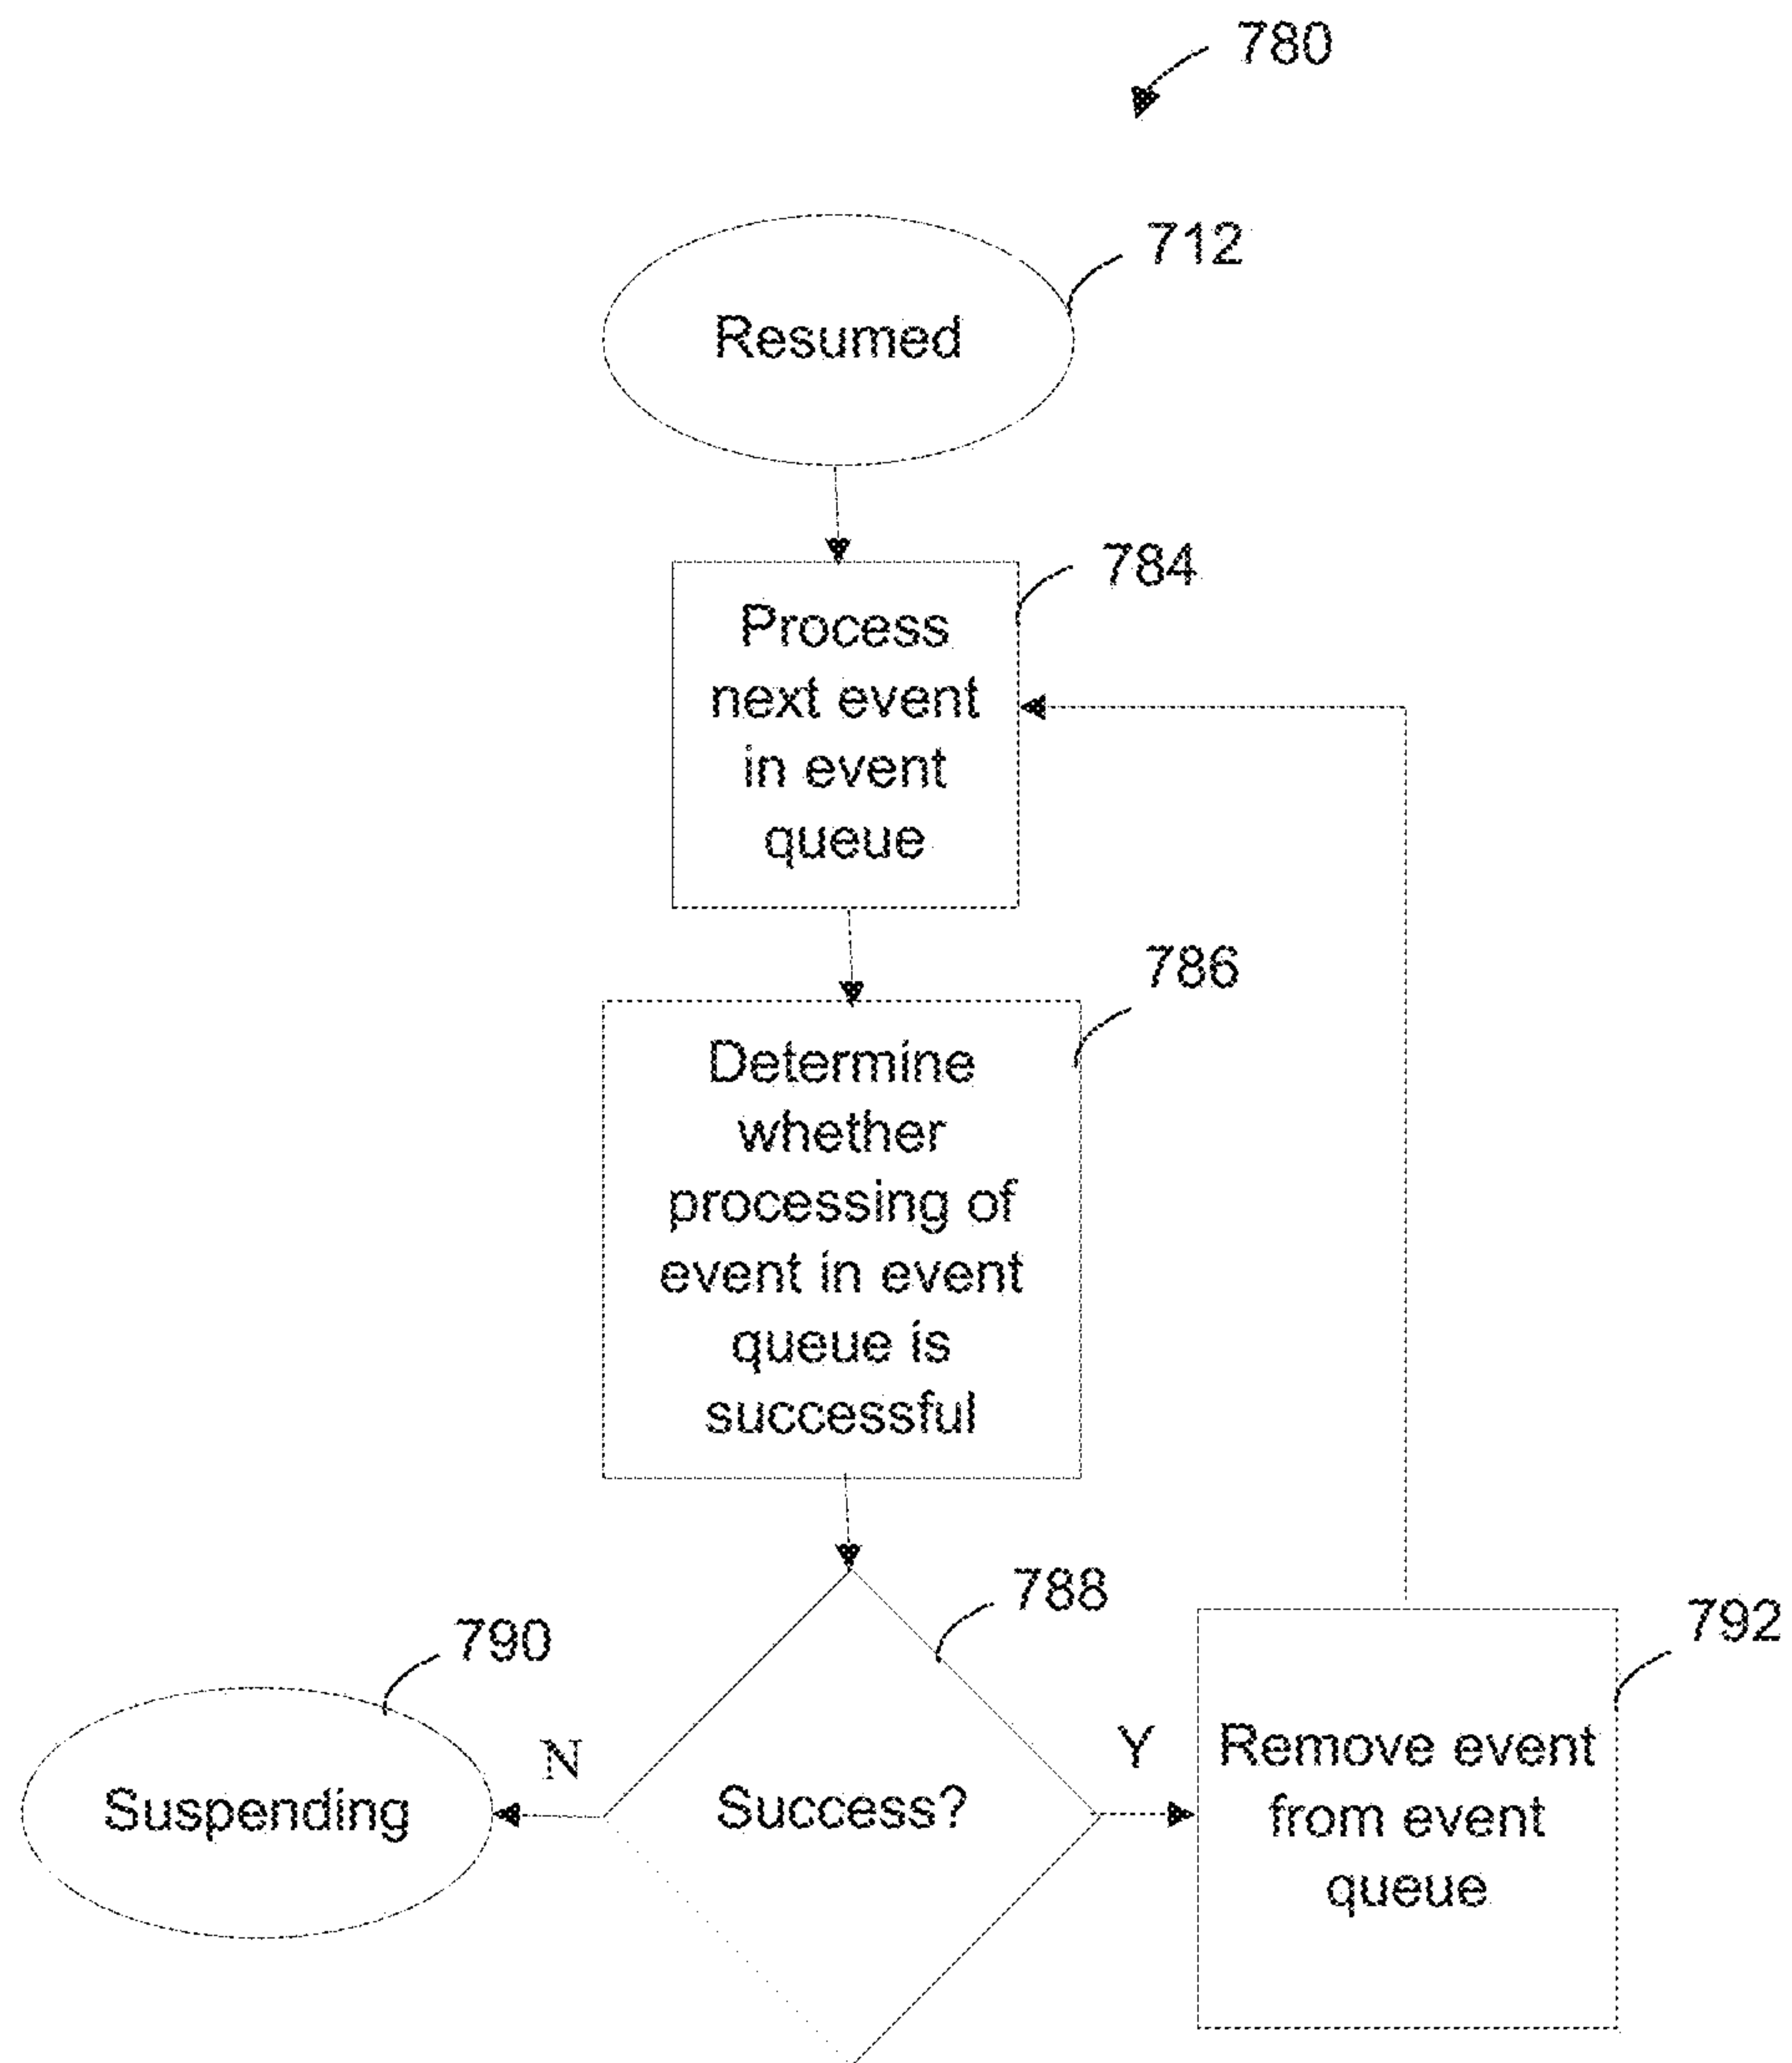 780
712
Resumed
784
Process
next event
in event
queue
786
Determine
whether
processing of
event in event
queue is
successful
788
790
792
N
Y
Suspending
Success?
Remove event
from event
queue